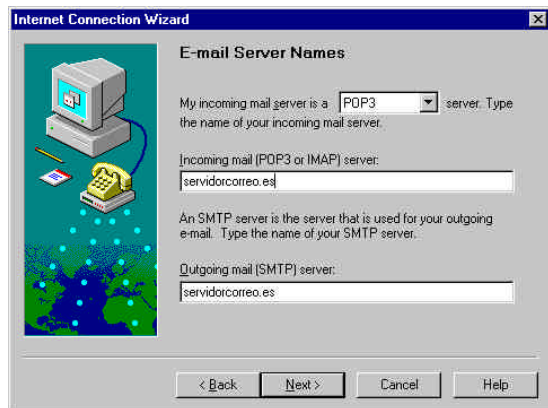 Internet Connection Wizard
E-mail Server Names
My incoming mail server is a POP3 server. Type
the name of your incoming mail server.
Incoming mail (POP3 or IMAP) server:
servidorcorreo.es
An SMTP server is the server that is used for your outgoing
e-mail. Type the name of your SMTP server.
Outgoing mail (SMTP) server:
servidorcorreo.es
< Back Next > Cancel Help